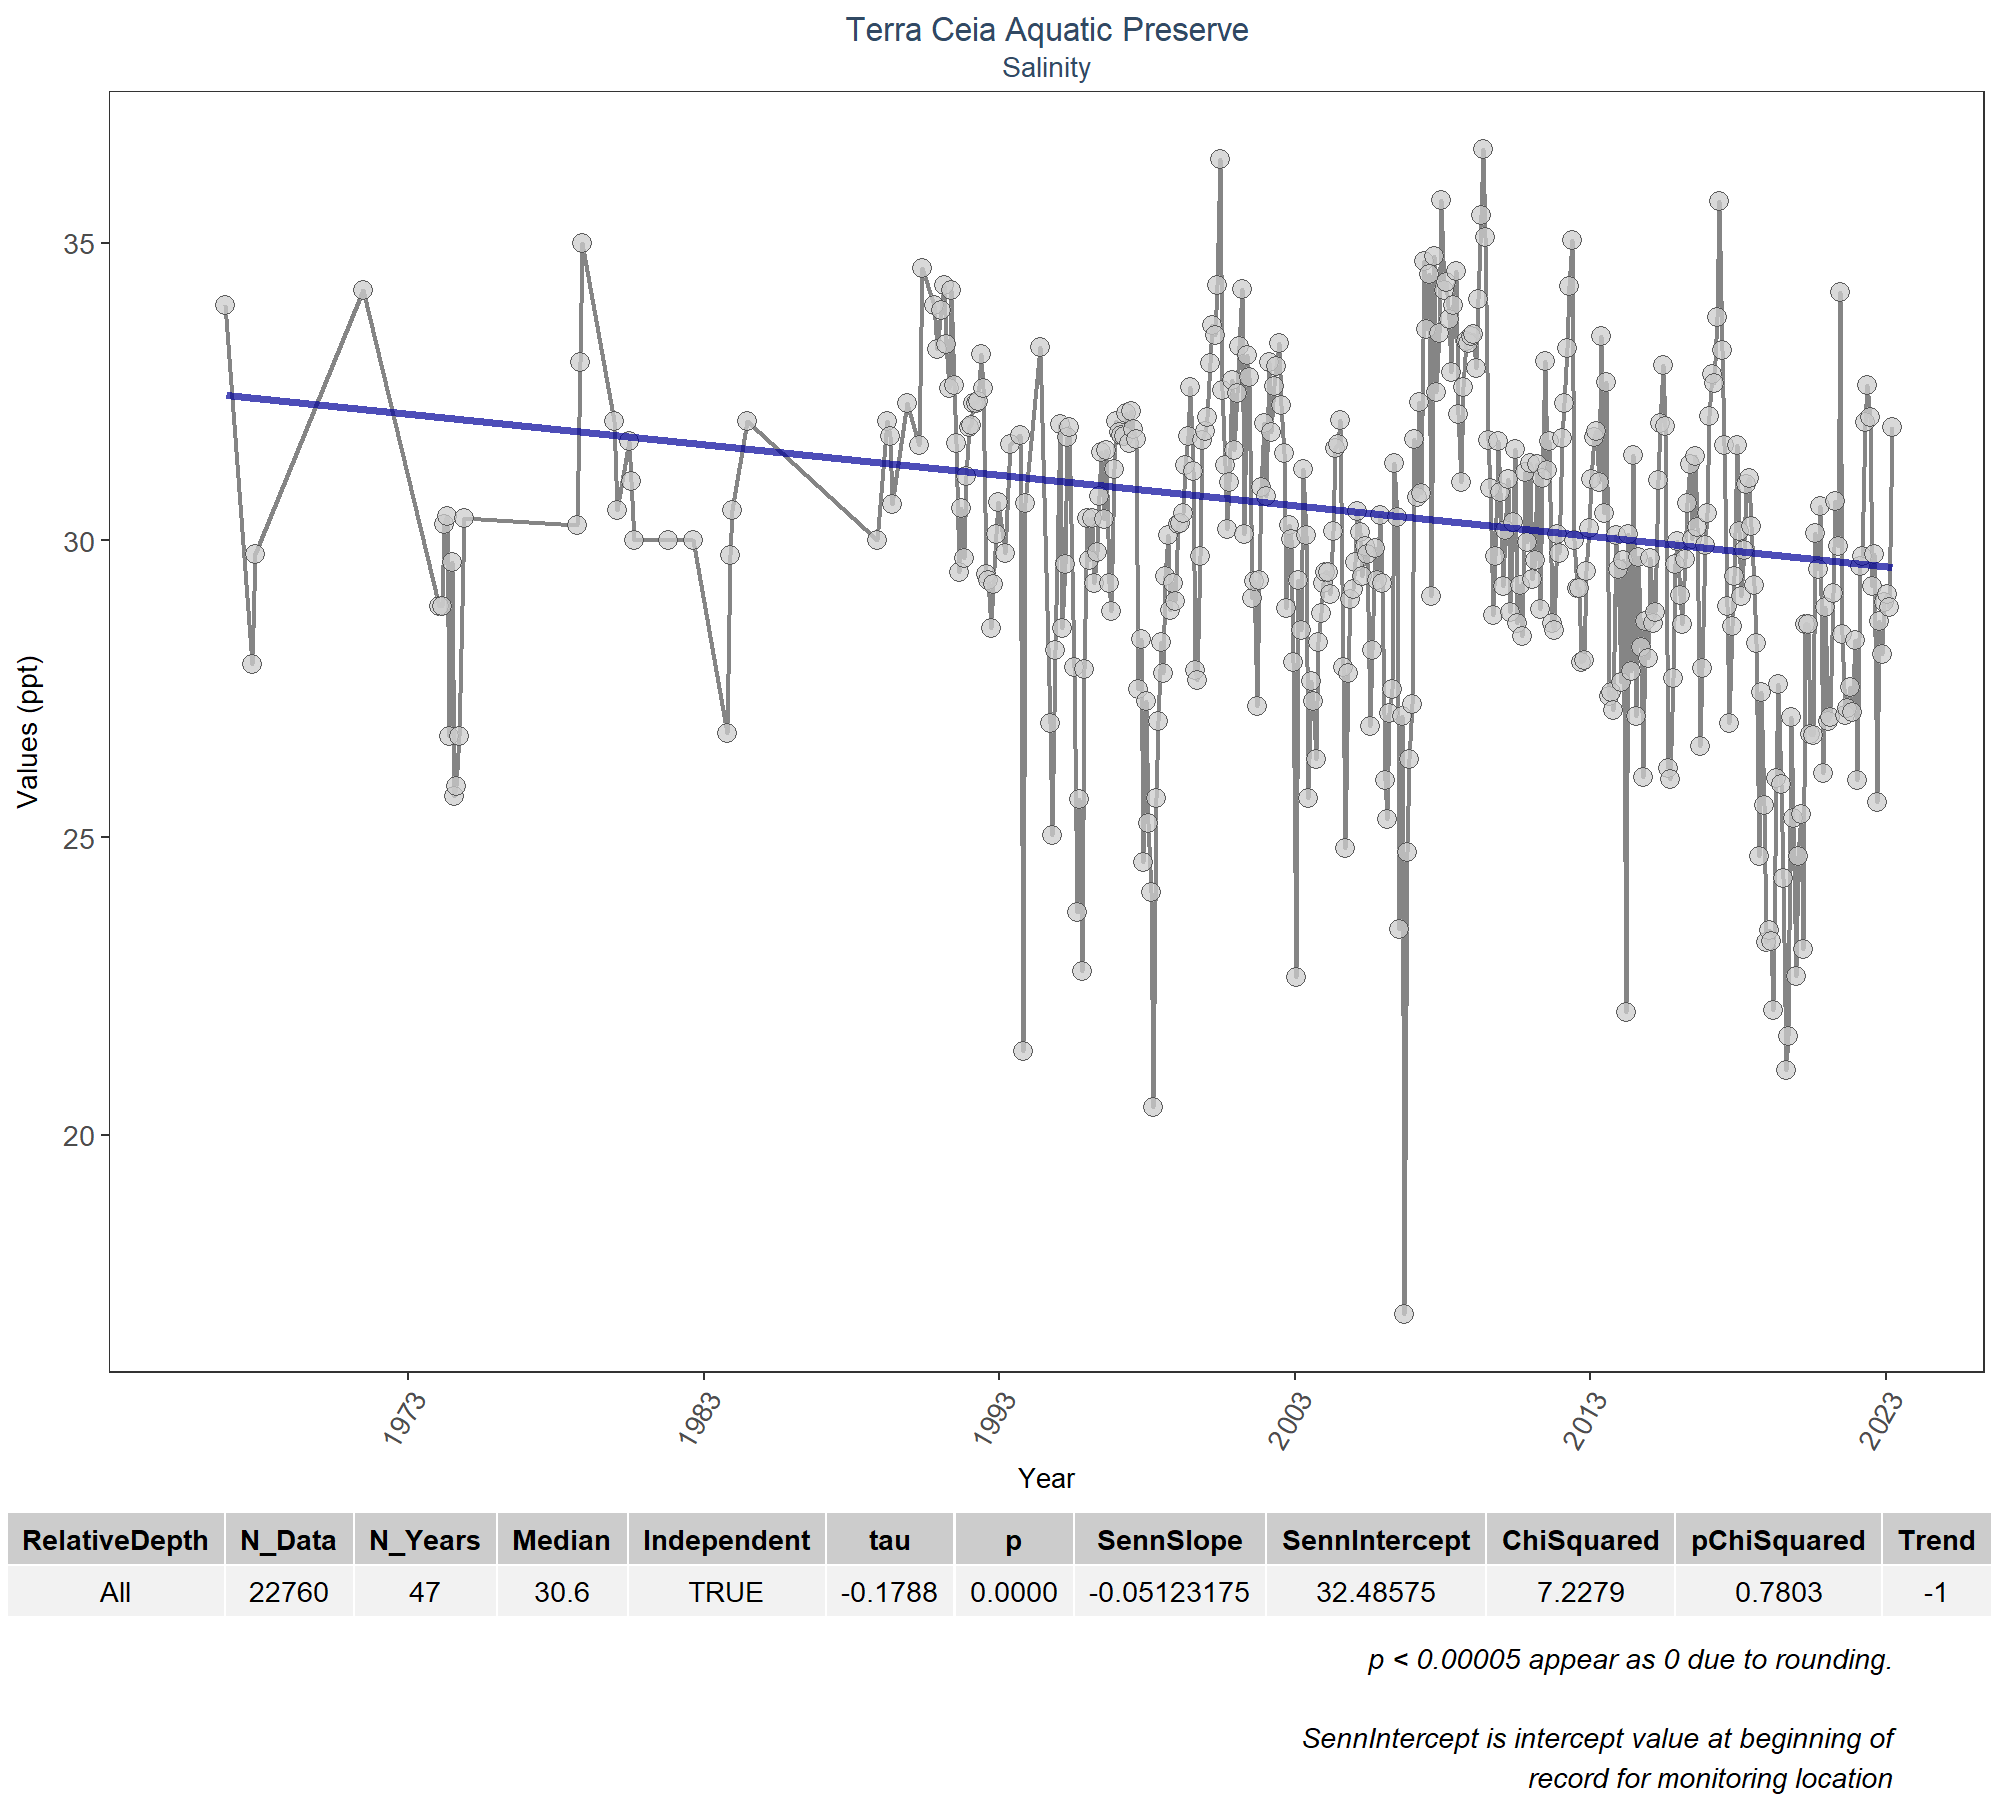 Terra Ceia Aquatic Preserve
Salinity
Values (ppt)
35
30
25
20
1973
1983
1993
2003
2013
2023
Year
RelativeDepth N_Data N_Years Median Independent tau p SennSlope SennIntercept ChiSquared pChiSquared Trend
All 22760 47 30.6 TRUE -0.1788 0.0000 -0.05123175 32.48575 7.2279 0.7803 -1
p < 0.00005 appear as 0 due to rounding.
SennIntercept is intercept value at beginning of
record for monitoring location